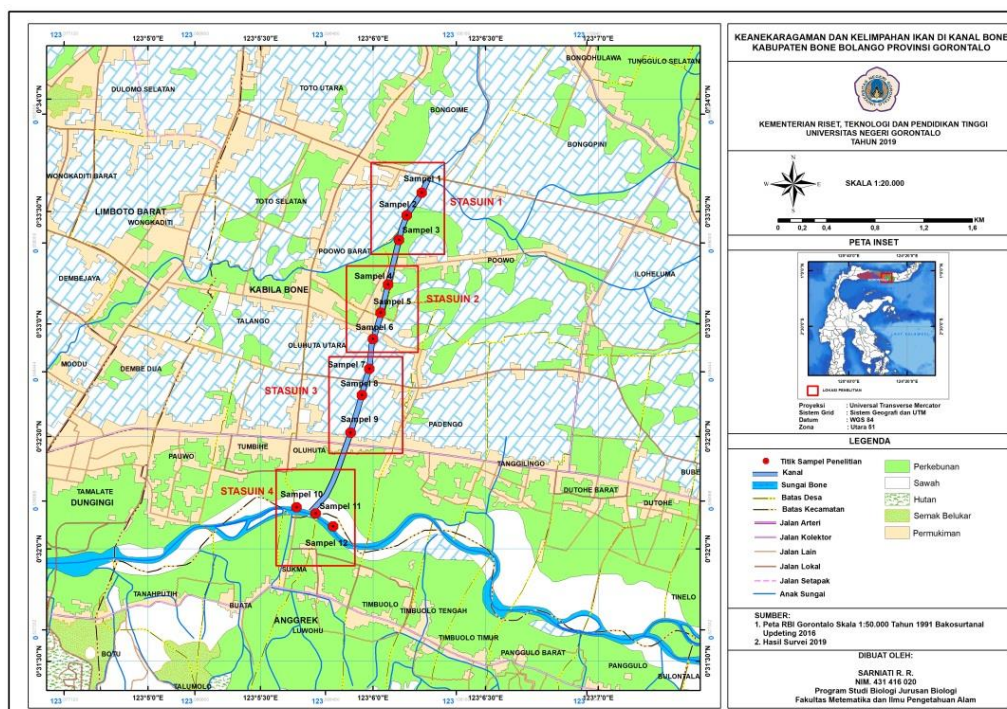 123°5'0"E 123°5'30"E 123°6'0"E 123°6'30"E 123°7'0"E
0°34'0"N
0°33'30"N
0°33'0"N
0°32'30"N
0°32'0"N
0°31'30"N
BONGOHULAWA
TUNGGULO SELATAN
DULOMO SELATAN
TOTO UTARA
BONGOIME
BONGOPINI
WONGKADITI BARAT
TOTO SELATAN
LIMBOTO BARAT
WONGKADITI
Sampel 1
Sampel 2
STASUIN 1
Sampel 3
POOWO BARAT
POOWO
ILOHELUMA
DEMBEJAYA
KABILA BONE
Sampel 4
STASUIN 2
Sampel 5
TALANGO
Sampel 6
OLUHUTA UTARA
MOODU
DEMBE DUA
Sampel 7
STASUIN 3
Sampel 8
Sampel 9
PADENGO
TUMBIHE
OLUHUTA
PAUWO
TANGGILINGO
BUBE
TAMALATE
DUNGINGI
STASUIN 4
Sampel 10
Sampel 11
Sampel 12
DUTOHE BARAT
DUTOHE
SUKMA
TANAHPUTIH
BUATA
TIMBUOLO
TIMBUOLO TENGAH
TINELO
ANGGREK
LUWOHU
TIMBUOLO TIMUR
PANGGULO BARAT
PANGGULO
BOTU
TALUMOLO
BULONTALA
KEANEKARAGAMAN DAN KELIMPAHAN IKAN DI KANAL BONE
KABUPATEN BONE BOLANGO PROVINSI GORONTALO
KEMENTERIAN RISET, TEKNOLOGI DAN PENDIDIKAN TINGGI
UNIVERSITAS NEGERI GORONTALO
TAHUN 2019
N
W E
S
SKALA 1:20.000
KM
0 0,2 0,4 0,8 1,2 1,6
PETA INSET
LOKASI PENELITIAN
Proyeksi : Universal Transverse Mercator
Sistem Grid : Sistem Geografi dan UTM
Datum : WGS 84
Zona : Utara 51
LEGENDA
Titik Sampel Penelitian
Kanal
Sungai Bone
Batas Desa
Batas Kecamatan
Jalan Arteri
Jalan Kolektor
Jalan Lain
Jalan Lokal
Jalan Setapak
Anak Sungai
Perkebunan
Sawah
Hutan
Semak Belukar
Permukiman
SUMBER:
1. Peta RBI Gorontalo Skala 1:50.000 Tahun 1991 Bakosurtanal
Updeting 2016
2. Hasil Survei 2019
DIBUAT OLEH:
SARNIATI R. R.
NIM. 431 416 020
Program Studi Biologi Jurusan Biologi
Fakultas Metematika dan Ilmu Pengetahuan Alam